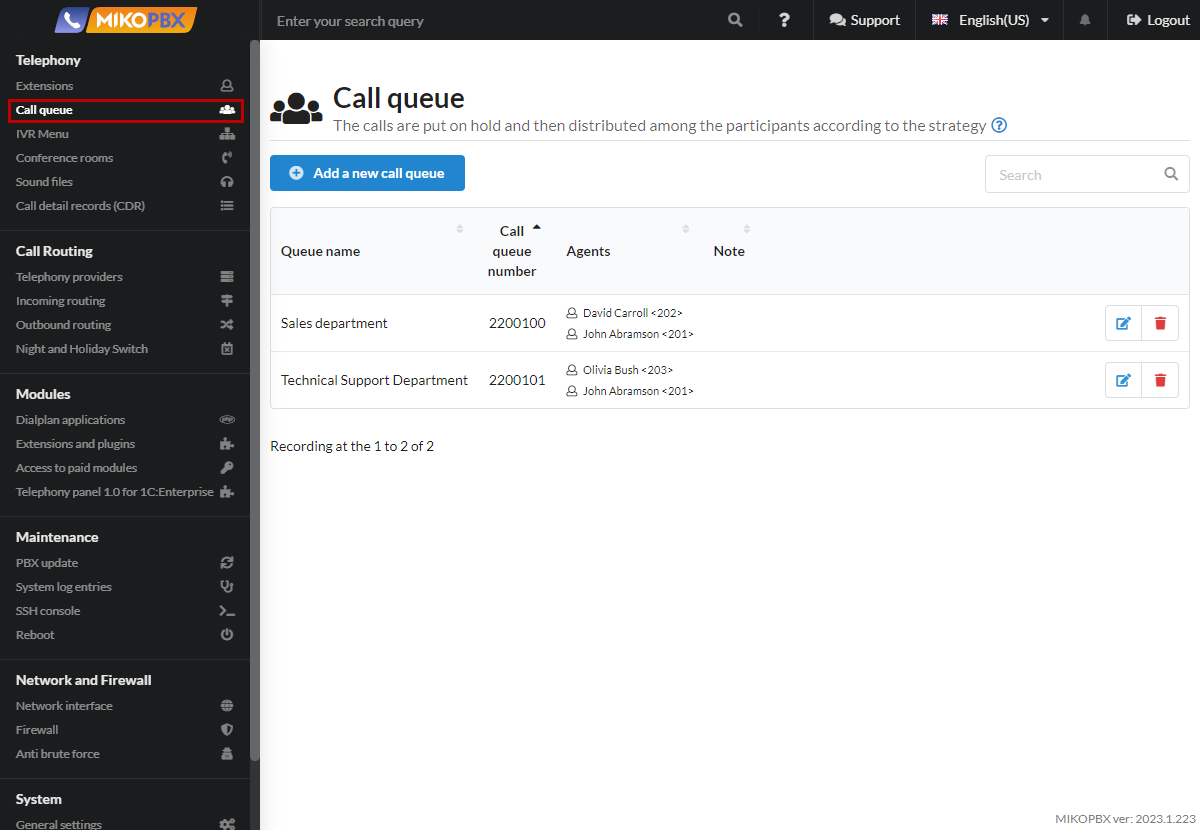 MIKOPBX
Enter your search query
?
Support
English(US)
Logout
Telephony
Extensions
Call queue
IVR Menu
Conference rooms
Sound files
Call detail records (CDR)
Call Routing
Telephony providers
Incoming routing
Outbound routing
Night and Holiday Switch
Modules
Dialplan applications
Extensions and plugins
Access to paid modules
Telephony panel 1.0 for 1C:Enterprise
Maintenance
PBX update
System log entries
SSH console
Reboot
Network and Firewall
Network interface
Firewall
Anti brute force
System
General settings
Call queue
The calls are put on hold and then distributed among the participants according to the strategy ?
Add a new call queue
Search
Queue name
Call
queue
number
Agents
Note
Sales department
2200100
David Carroll <202>
John Abramson <201>
Technical Support Department
2200101
Olivia Bush <203>
John Abramson <201>
Recording at the 1 to 2 of 2
MIKOPBX ver: 2023.1.223